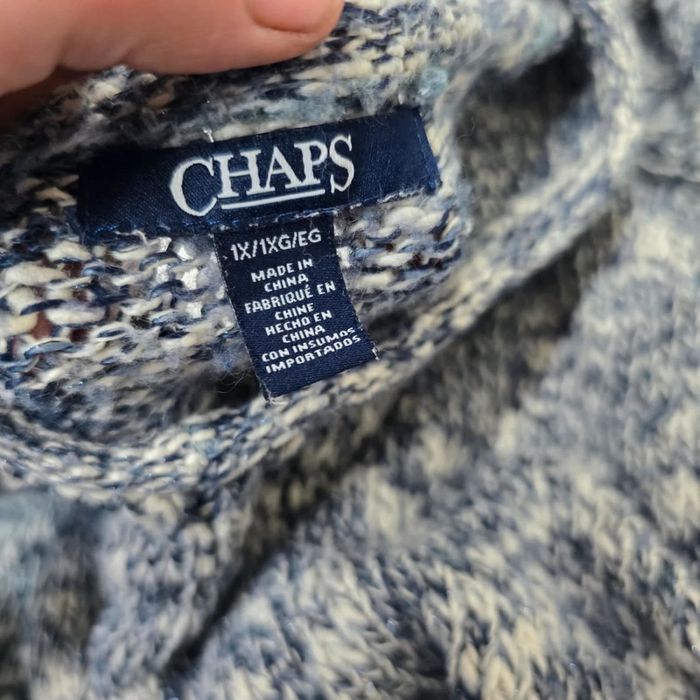 CHAPS
1X/1XG/EG
MADE IN
CHINA
FABRIQUÉ EN
CHINE
HECHO EN
CHINA
CON INSUMOS
IMPORTADOS